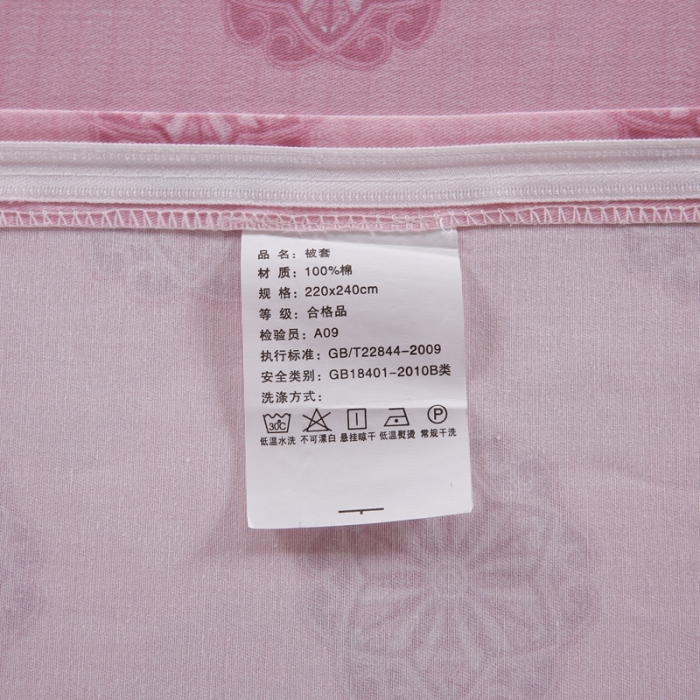 品 名：被套
材 质：100%棉
规 格：220x240cm
等 级：合格品
检验员：A09
执行标准：GB/T22844-2009
安全类别：GB18401-2010B类
洗涤方式：
30C P
低温水洗 不可漂白 悬挂晾干 低温熨烫 常规干洗